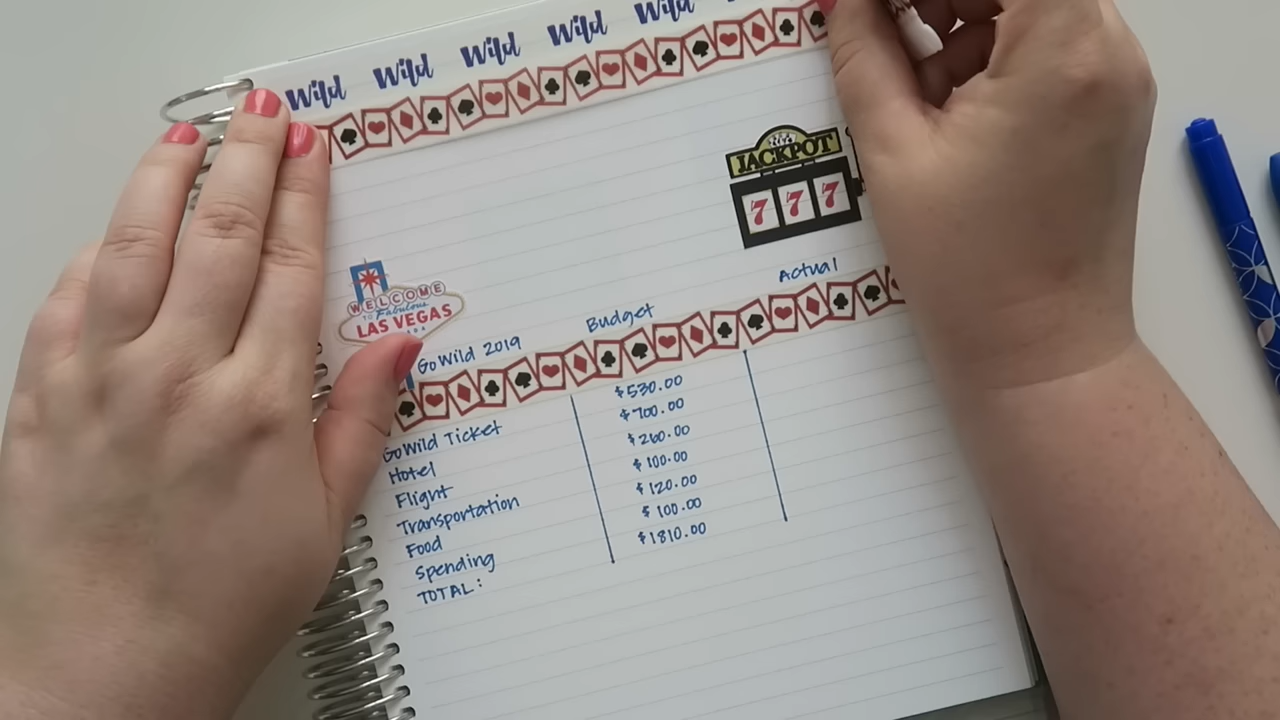 Wild Wild Wild Wild Wild
JACKPOT
7 7 7
WELCOME
TO Fabulous
LAS VEGAS
GoWild 2019 Budget Actual
GoWild Ticket $530.00
Hotel $700.00
Flight $260.00
Transportation $100.00
Food $120.00
Spending $100.00
TOTAL: $1810.00